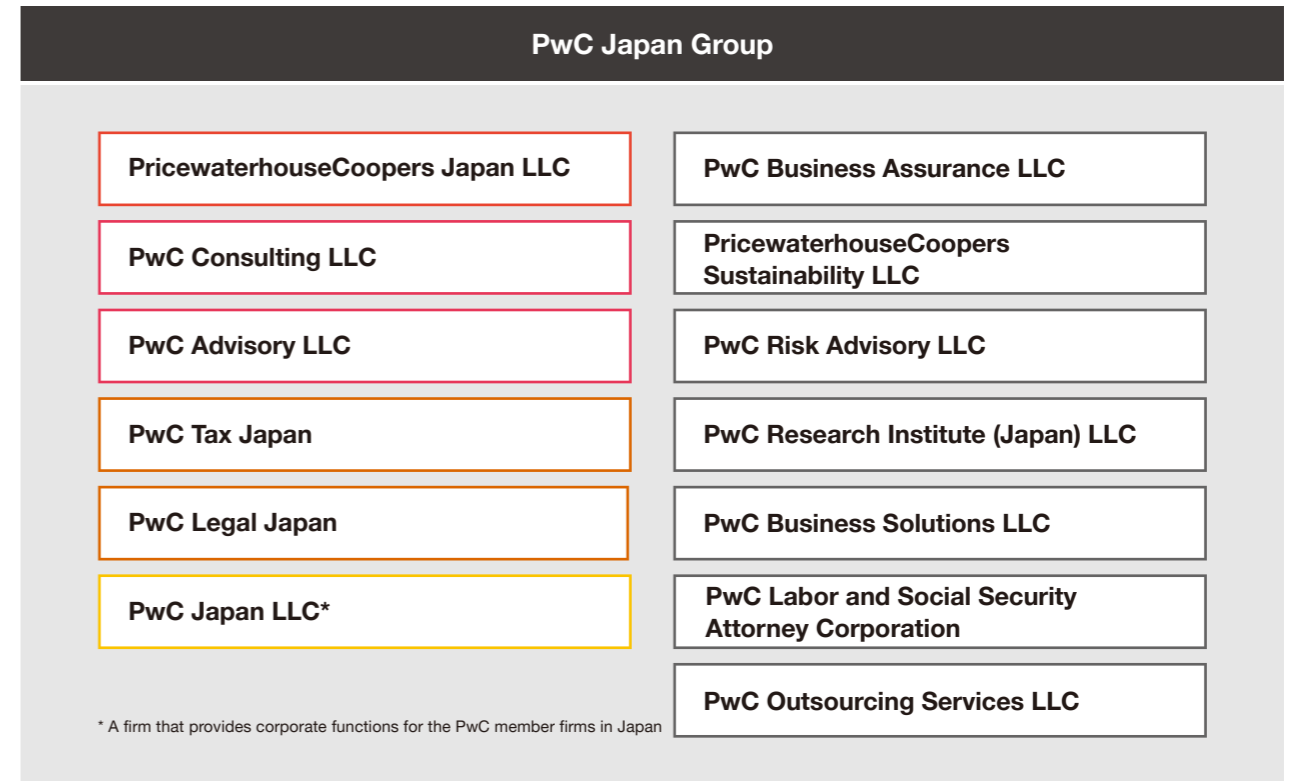 PwC Japan Group
PricewaterhouseCoopers Japan LLC
PwC Consulting LLC
PwC Advisory LLC
PwC Tax Japan
PwC Legal Japan
PwC Japan LLC*
* A firm that provides corporate functions for the PwC member firms in Japan
PwC Business Assurance LLC
PricewaterhouseCoopers
Sustainability LLC
PwC Risk Advisory LLC
PwC Research Institute (Japan) LLC
PwC Business Solutions LLC
PwC Labor and Social Security
Attorney Corporation
PwC Outsourcing Services LLC